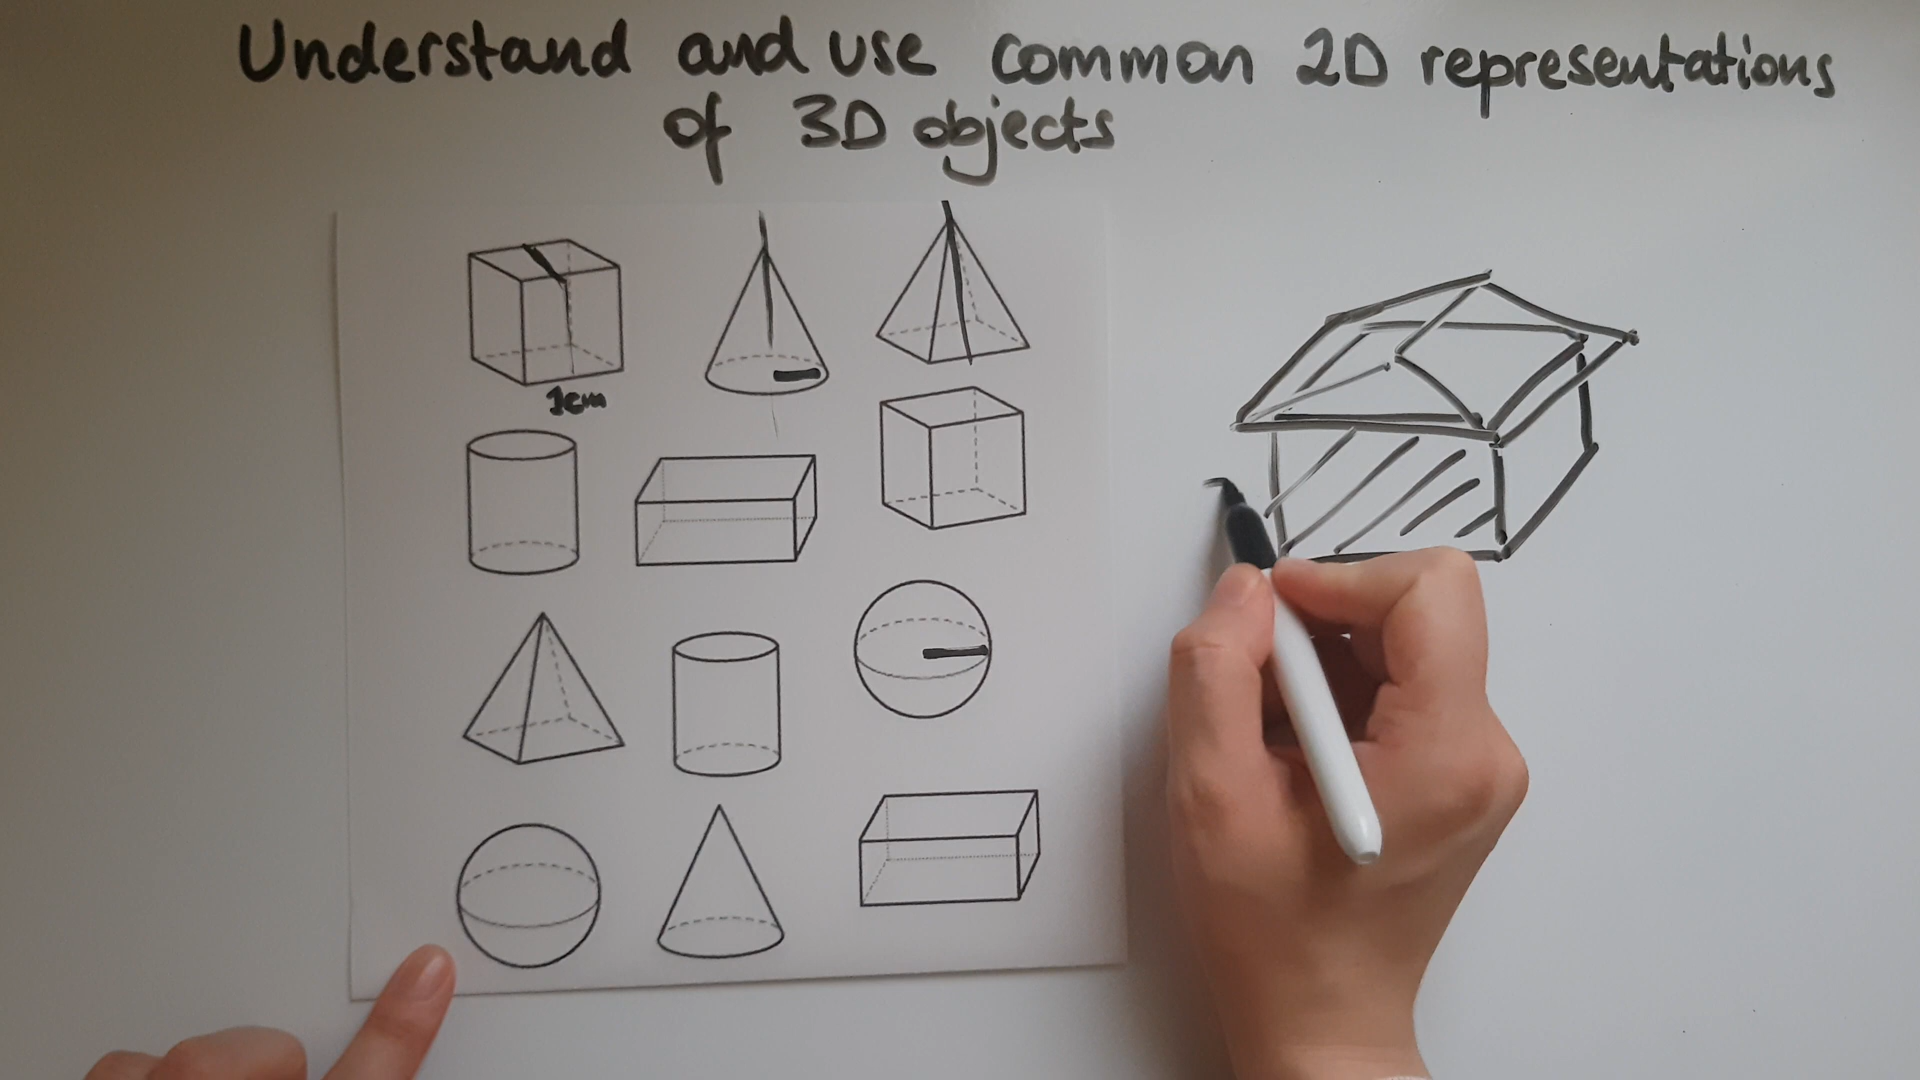 Understand and use common 2D representations
of 3D objects
1cm